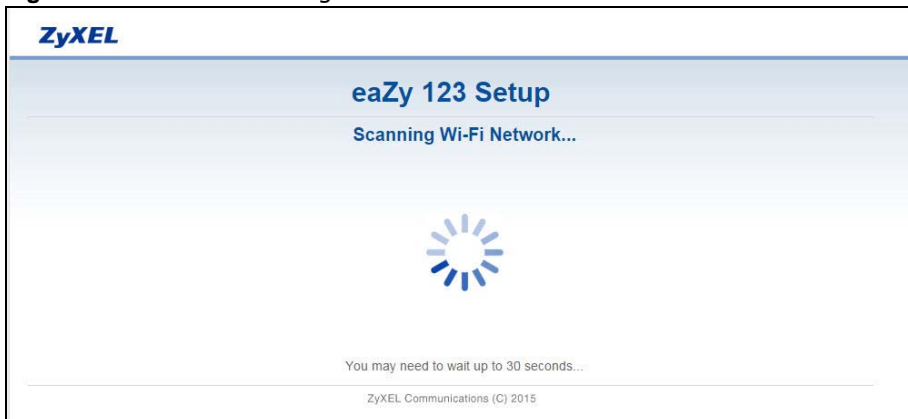 ZyXEL
eaZy 123 Setup
Scanning Wi-Fi Network...
You may need to wait up to 30 seconds...
ZyXEL Communications (C) 2015